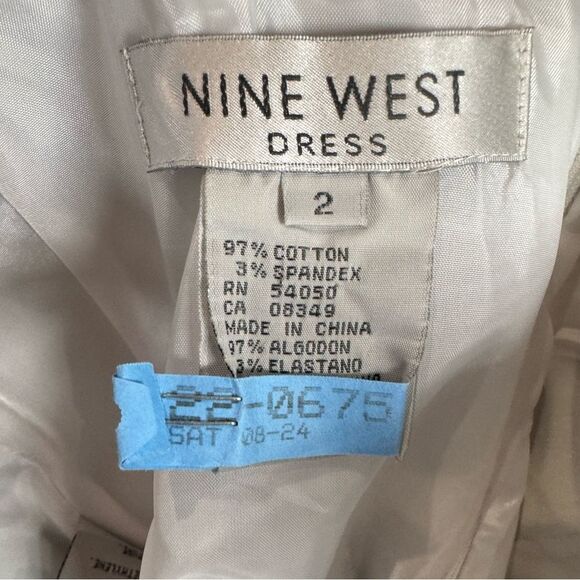 NINE WEST
DRESS
2
97% COTTON
3% SPANDEX
RN 54050
CA 08349
MADE IN CHINA
97% ALGODON
3% ELASTANO
22-0675
SAT 08-24